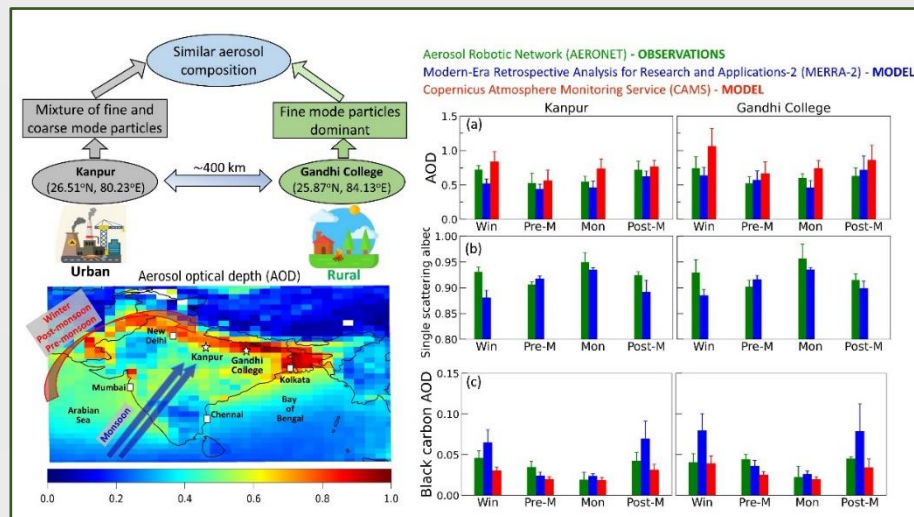 Similar aerosol
composition
Mixture of fine and
coarse mode particles
Fine mode particles
dominant
Kanpur
(26.51°N, 80.23°E)
~400 km
Gandhi College
(25.87°N, 84.13°E)
Urban
Rural
Aerosol optical depth (AOD)
Winter
Post-monsoon
Pre-monsoon
New
Delhi
Kanpur
Gandhi
College
Kolkata
Mumbai
Arabian
Sea
Monsoon
Chennai
Bay
of
Bengal
0.0 0.2 0.4 0.6 0.8 1.0
Aerosol Robotic Network (AERONET) - OBSERVATIONS
Modern-Era Retrospective Analysis for Research and Applications-2 (MERRA-2) - MODEL
Copernicus Atmosphere Monitoring Service (CAMS) - MODEL
Kanpur Gandhi College
(a)
AOD
1.5
1.0
0.5
0.0
Win Pre-M Mon Post-M Win Pre-M Mon Post-M
(b)
Single scattering albec
1.00
0.95
0.90
0.85
0.80
Win Pre-M Mon Post-M Win Pre-M Mon Post-M
(c)
Black carbon AOD
0.15
0.10
0.05
0.00
Win Pre-M Mon Post-M Win Pre-M Mon Post-M